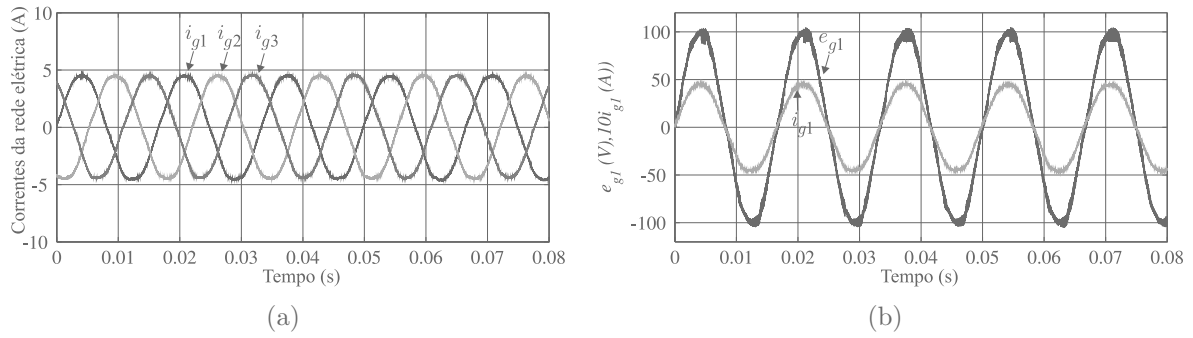 Correntes da rede elétrica (A)
10
5
0
-5
-10
i_g1 i_g2 i_g3
0 0.01 0.02 0.03 0.04 0.05 0.06 0.07 0.08
Tempo (s)
(a)
e_g1 (V),10i_g1 (A))
100
50
0
-50
-100
e_g1
i_g1
0 0.01 0.02 0.03 0.04 0.05 0.06 0.07 0.08
Tempo (s)
(b)